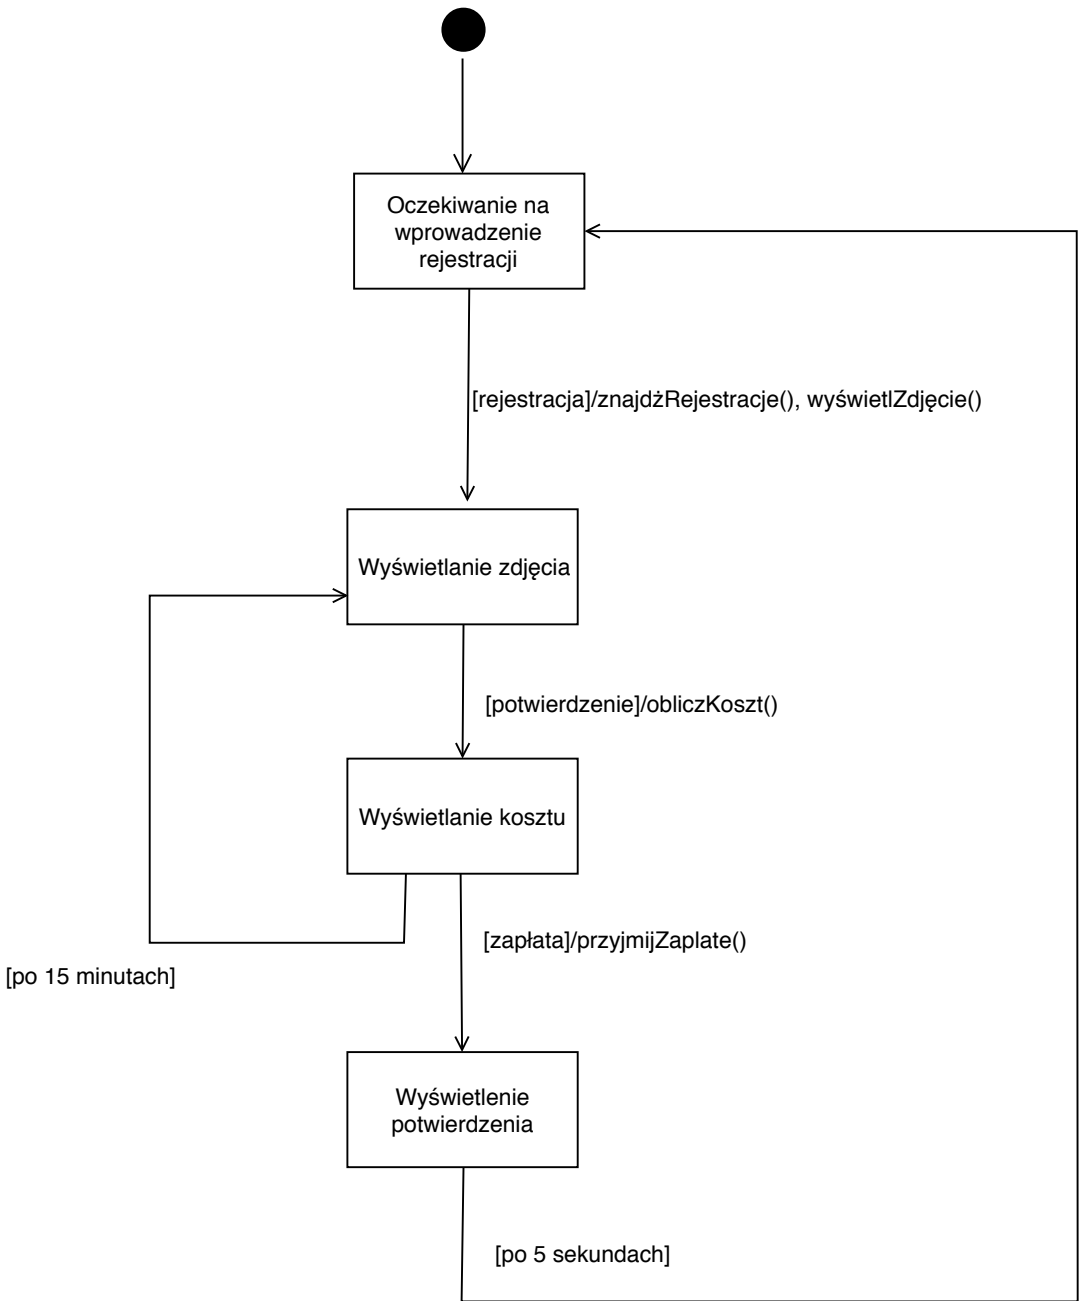 Oczekiwanie na
wprowadzenie
rejestracji
[rejestracja]/znajdżRejestracje(), wyświetlZdjęcie()
Wyświetlanie zdjęcia
[potwierdzenie]/obliczKoszt()
Wyświetlanie kosztu
[zapłata]/przyjmijZaplate()
[po 15 minutach]
Wyświetlenie
potwierdzenia
[po 5 sekundach]